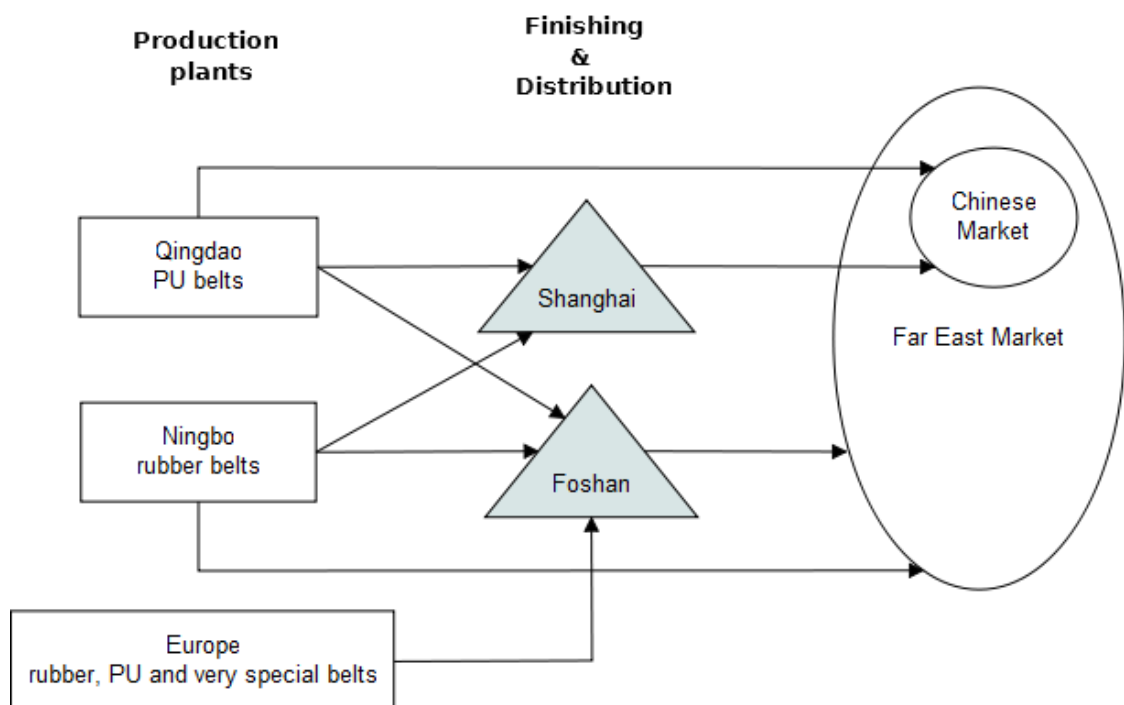 Production
plants
Finishing
&
Distribution
Qingdao
PU belts
Shanghai
Chinese
Market
Far East Market
Ningbo
rubber belts
Foshan
Europe
rubber, PU and very special belts